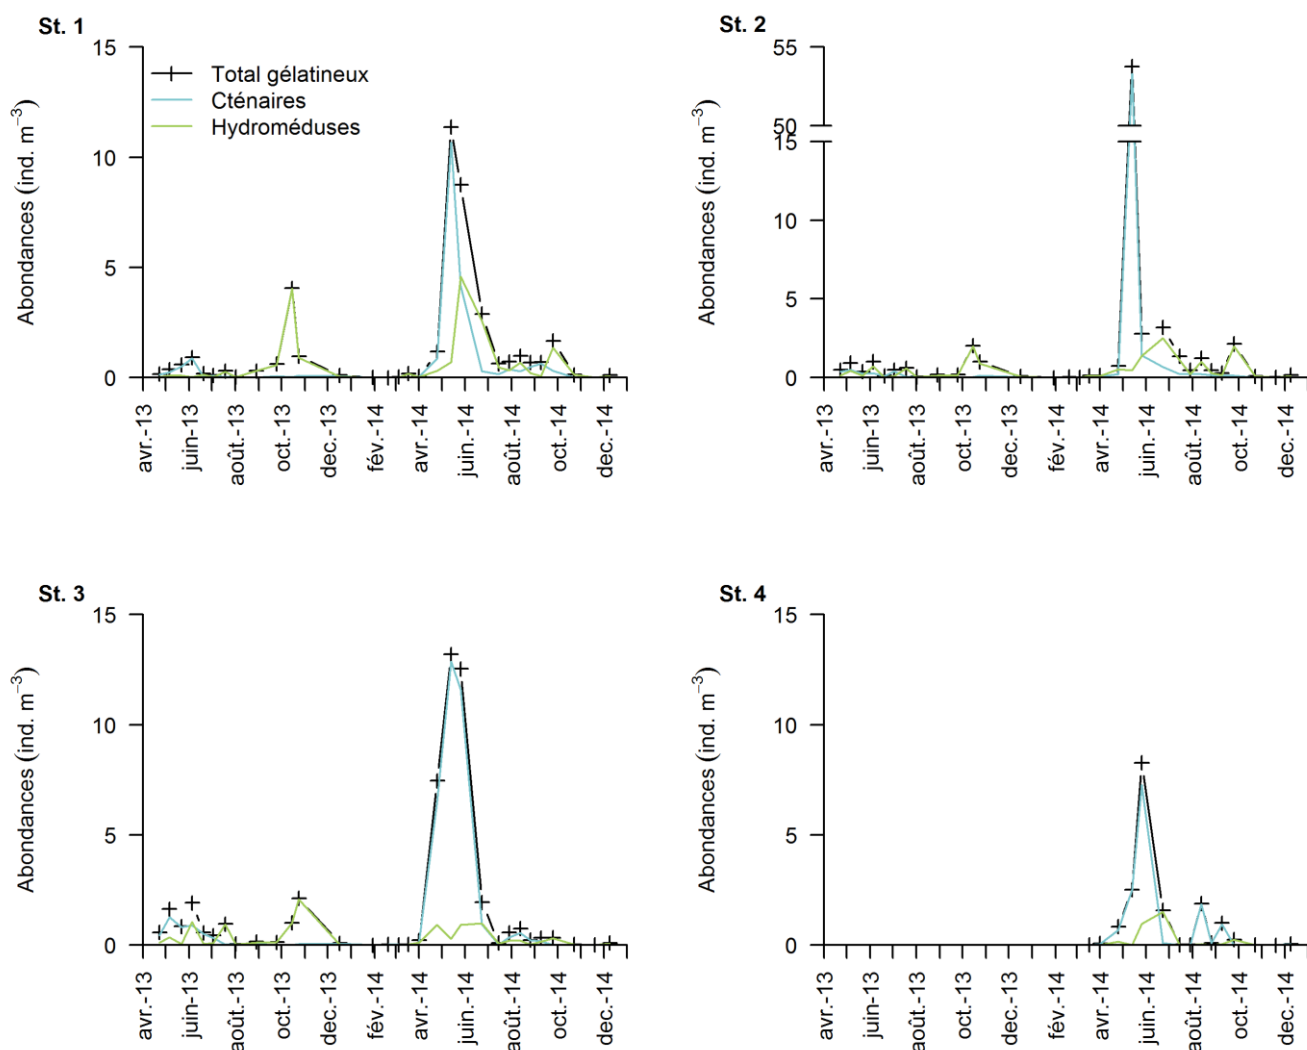 St. 1
15
10
5
0
Abondances (ind. m⁻³)
Total gélatineux
Cténaires
Hydroméduses
avr.-13
juin-13
août.-13
oct.-13
dec.-13
fév.-14
avr.-14
juin.-14
août.-14
oct.-14
dec.-14
St. 2
55
50
15
10
5
0
Abondances (ind. m⁻³)
avr.-13
juin.-13
août.-13
oct.-13
dec.-13
fév.-14
avr.-14
juin.-14
août.-14
oct.-14
dec.-14
St. 3
15
10
5
0
Abondances (ind. m⁻³)
avr.-13
juin-13
août.-13
oct.-13
dec.-13
fév.-14
avr.-14
juin.-14
août.-14
oct.-14
dec.-14
St. 4
15
10
5
0
Abondances (ind. m⁻³)
avr.-13
juin.-13
août.-13
oct.-13
dec.-13
fév.-14
avr.-14
juin.-14
août.-14
oct.-14
dec.-14